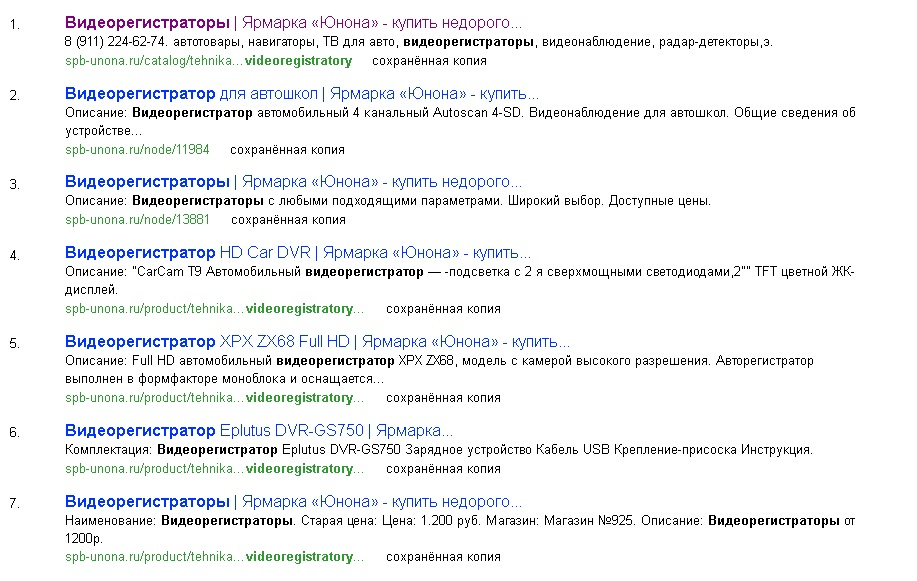 1. Видеорегистраторы | Ярмарка «Юнона» - купить недорого...
8 (911) 224-62-74. автотовары, навигаторы, ТВ для авто, видеорегистраторы, видеонаблюдение, радар-детекторы,э.
spb-unona.ru/catalog/tehnika...videoregistratory сохранённая копия
2. Видеорегистратор для автошкол | Ярмарка «Юнона» - купить...
Описание: Видеорегистратор автомобильный 4 канальный Autoscan 4-SD. Видеонаблюдение для автошкол. Общие сведения об
устройстве...
spb-unona.ru/node/11984 сохранённая копия
3. Видеорегистраторы | Ярмарка «Юнона» - купить недорого...
Описание: Видеорегистраторы с любыми подходящими параметрами. Широкий выбор. Доступные цены.
spb-unona.ru/node/13881 сохранённая копия
4. Видеорегистратор HD Car DVR | Ярмарка «Юнона» - купить...
Описание: "CarCam T9 Автомобильный видеорегистратор — -подсветка с 2 я сверхмощными светодиодами,2"" TFT цветной ЖК-
дисплей.
spb-unona.ru/product/tehnika...videoregistratory... сохранённая копия
5. Видеорегистратор XPX ZX68 Full HD | Ярмарка «Юнона» - купить...
Описание: Full HD автомобильный видеорегистратор XPX ZX68, модель с камерой высокого разрешения. Авторегистратор
выполнен в формфакторе моноблока и оснащается...
spb-unona.ru/product/tehnika...videoregistratory... сохранённая копия
6. Видеорегистратор Eplutus DVR-GS750 | Ярмарка...
Комплектация: Видеорегистратор Eplutus DVR-GS750 Зарядное устройство Кабель USB Крепление-присоска Инструкция.
spb-unona.ru/product/tehnika...videoregistratory... сохранённая копия
7. Видеорегистраторы | Ярмарка «Юнона» - купить недорого...
Наименование: Видеорегистраторы. Старая цена: Цена: 1.200 руб. Магазин: Магазин №925. Описание: Видеорегистраторы от
1200р.
spb-unona.ru/product/tehnika...videoregistratory... сохранённая копия